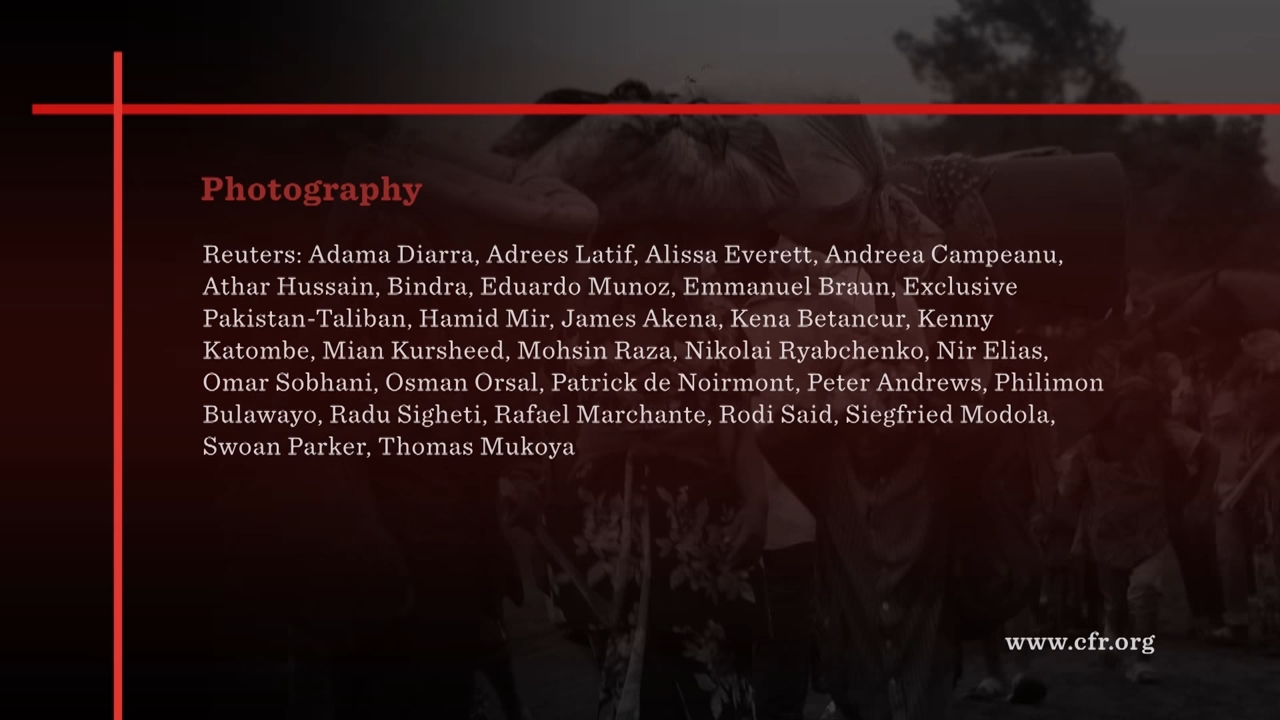 Photography
Reuters: Adama Diarra, Adrees Latif, Alissa Everett, Andreea Campeanu,
Athar Hussain, Bindra, Eduardo Munoz, Emmanuel Braun, Exclusive
Pakistan-Taliban, Hamid Mir, James Akena, Kena Betancur, Kenny
Katombe, Mian Kursheed, Mohsin Raza, Nikolai Ryabchenko, Nir Elias,
Omar Sobhani, Osman Orsal, Patrick de Noirmont, Peter Andrews, Philimon
Bulawayo, Radu Sigheti, Rafael Marchante, Rodi Said, Siegfried Modola,
Swoan Parker, Thomas Mukoya
www.cfr.org